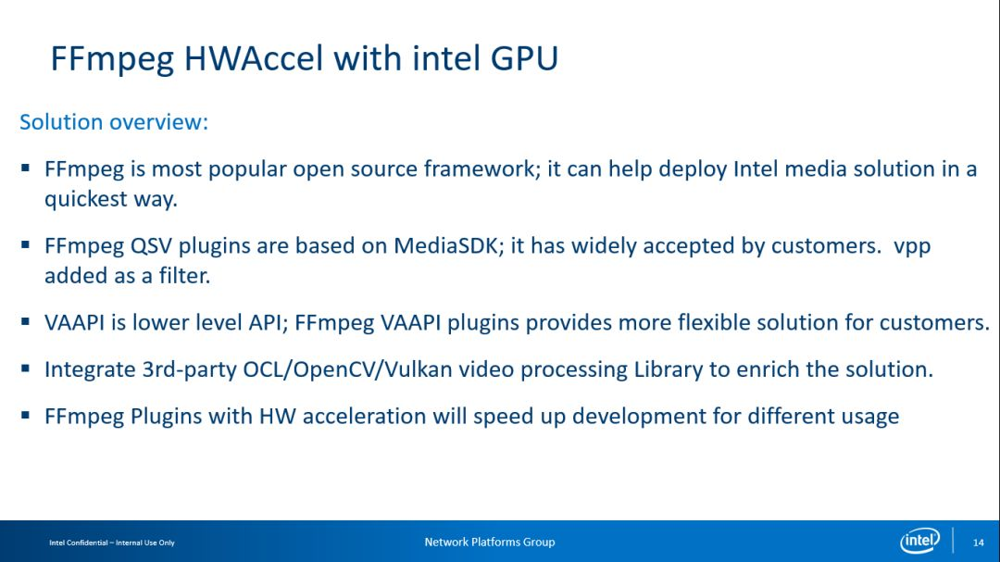 FFmpeg HWAccel with intel GPU
Solution overview:
▪ FFmpeg is most popular open source framework; it can help deploy Intel media solution in a
quickest way.
▪ FFmpeg QSV plugins are based on MediaSDK; it has widely accepted by customers.  vpp
added as a filter.
▪ VAAPI is lower level API; FFmpeg VAAPI plugins provides more flexible solution for customers.
▪ Integrate 3rd-party OCL/OpenCV/Vulkan video processing Library to enrich the solution.
▪ FFmpeg Plugins with HW acceleration will speed up development for different usage
Intel Confidential – Internal Use Only
Network Platforms Group
intel
14